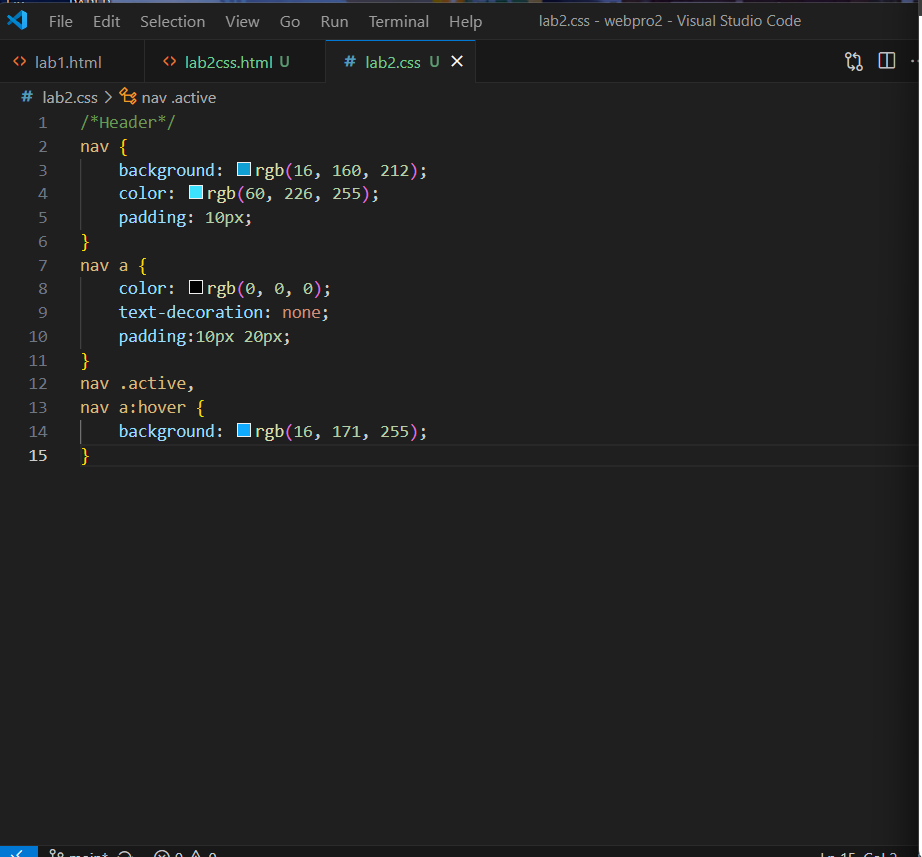 File Edit Selection View Go Run Terminal Help lab2.css - webpro2 - Visual Studio Code
<> lab1.html <> lab2css.html U # lab2.css U ×
# lab2.css > nav .active
1 /*Header*/
2 nav {
3 background: rgb(16, 160, 212);
4 color: rgb(60, 226, 255);
5 padding: 10px;
6 }
7 nav a {
8 color: rgb(0, 0, 0);
9 text-decoration: none;
10 padding:10px 20px;
11 }
12 nav .active,
13 nav a:hover {
14 background: rgb(16, 171, 255);
15 }
0 0 Ln 15, Col 2